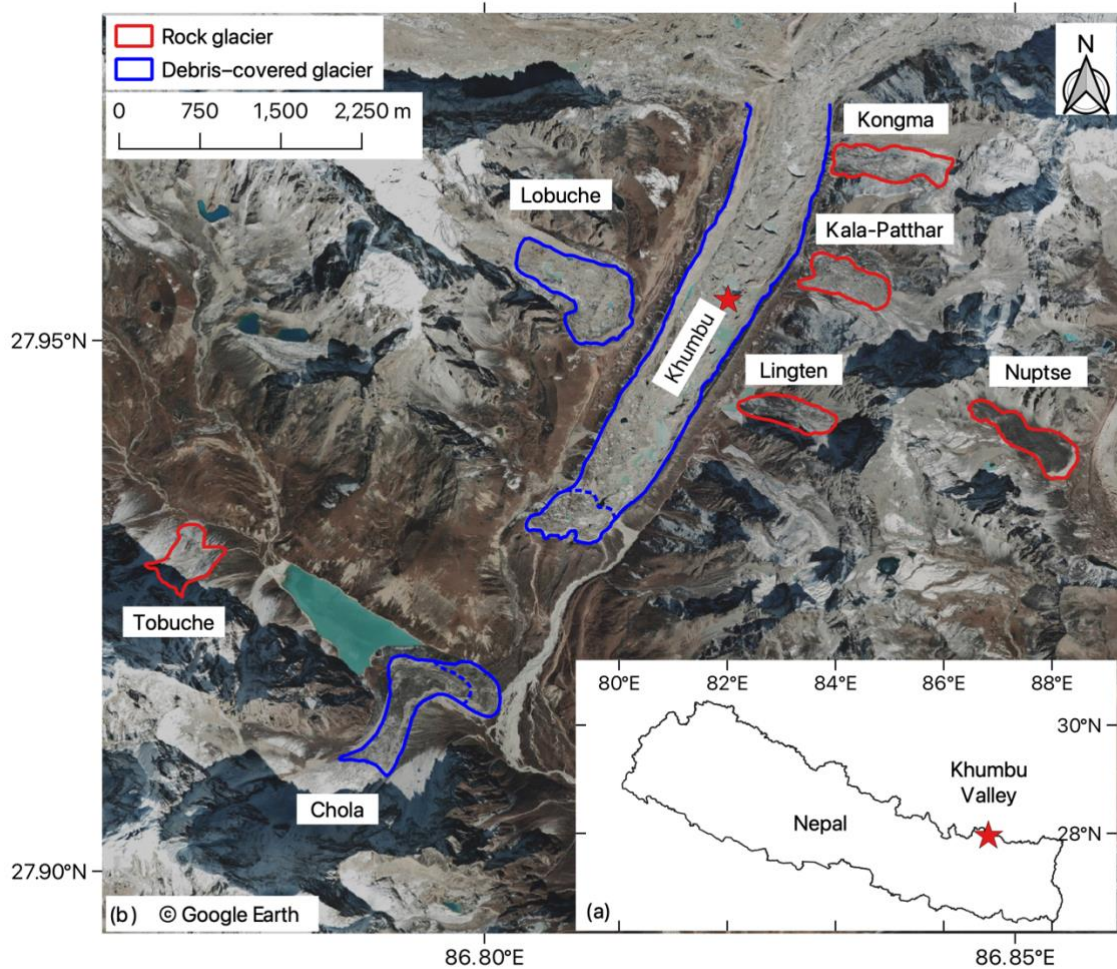 Rock glacier
Debris–covered glacier
0 750 1,500 2,250 m
N
Kongma
Lobuche
Kala-Patthar
27.95°N
Khumbu
Lingten
Nuptse
Tobuche
Chola
80°E 82°E 84°E 86°E 88°E
30°N
Khumbu
Valley
Nepal
28°N
27.90°N
(b) © Google Earth
(a)
86.80°E
86.85°E